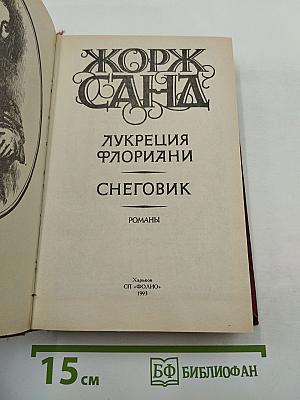 ЖОРЖ
САНД
ЛУКРЕЦИЯ
ФЛОРИАНИ
СНЕГОВИК
РОМАНЫ
Харьков
СП «ФОЛИО»
1993
15 см
БФ БИБЛИОФАН